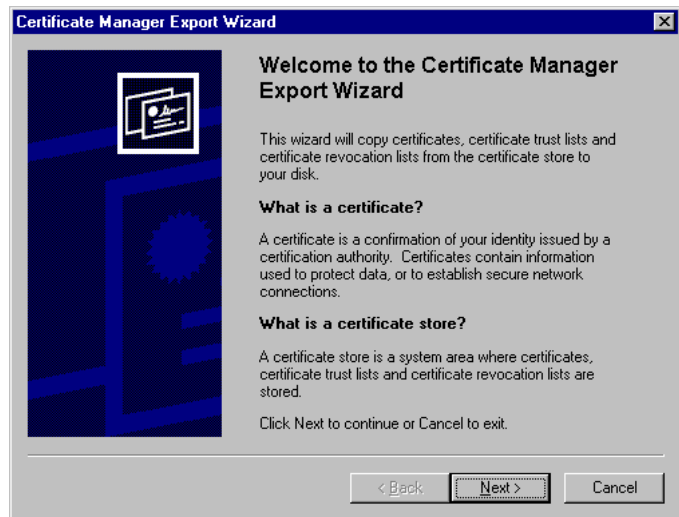 Certificate Manager Export Wizard
Welcome to the Certificate Manager
Export Wizard
This wizard will copy certificates, certificate trust lists and
certificate revocation lists from the certificate store to
your disk.
What is a certificate?
A certificate is a confirmation of your identity issued by a
certification authority.  Certificates contain information
used to protect data, or to establish secure network
connections.
What is a certificate store?
A certificate store is a system area where certificates,
certificate trust lists and certificate revocation lists are
stored.
Click Next to continue or Cancel to exit.
< Back Next > Cancel